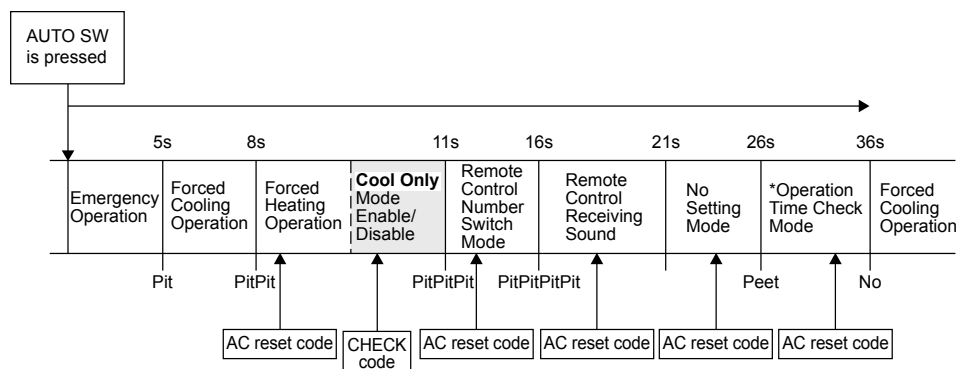 AUTO SW
is pressed
5s
8s
11s
16s
21s
26s
36s
Emergency
Operation
Forced
Cooling
Operation
Forced
Heating
Operation
Cool Only
Mode
Enable/
Disable
Remote
Control
Number
Switch
Mode
Remote
Control
Receiving
Sound
No
Setting
Mode
*Operation
Time Check
Mode
Forced
Cooling
Operation
Pit
PitPit
PitPitPit
PitPitPitPit
Peet
No
AC reset code
CHECK
code
AC reset code
AC reset code
AC reset code
AC reset code